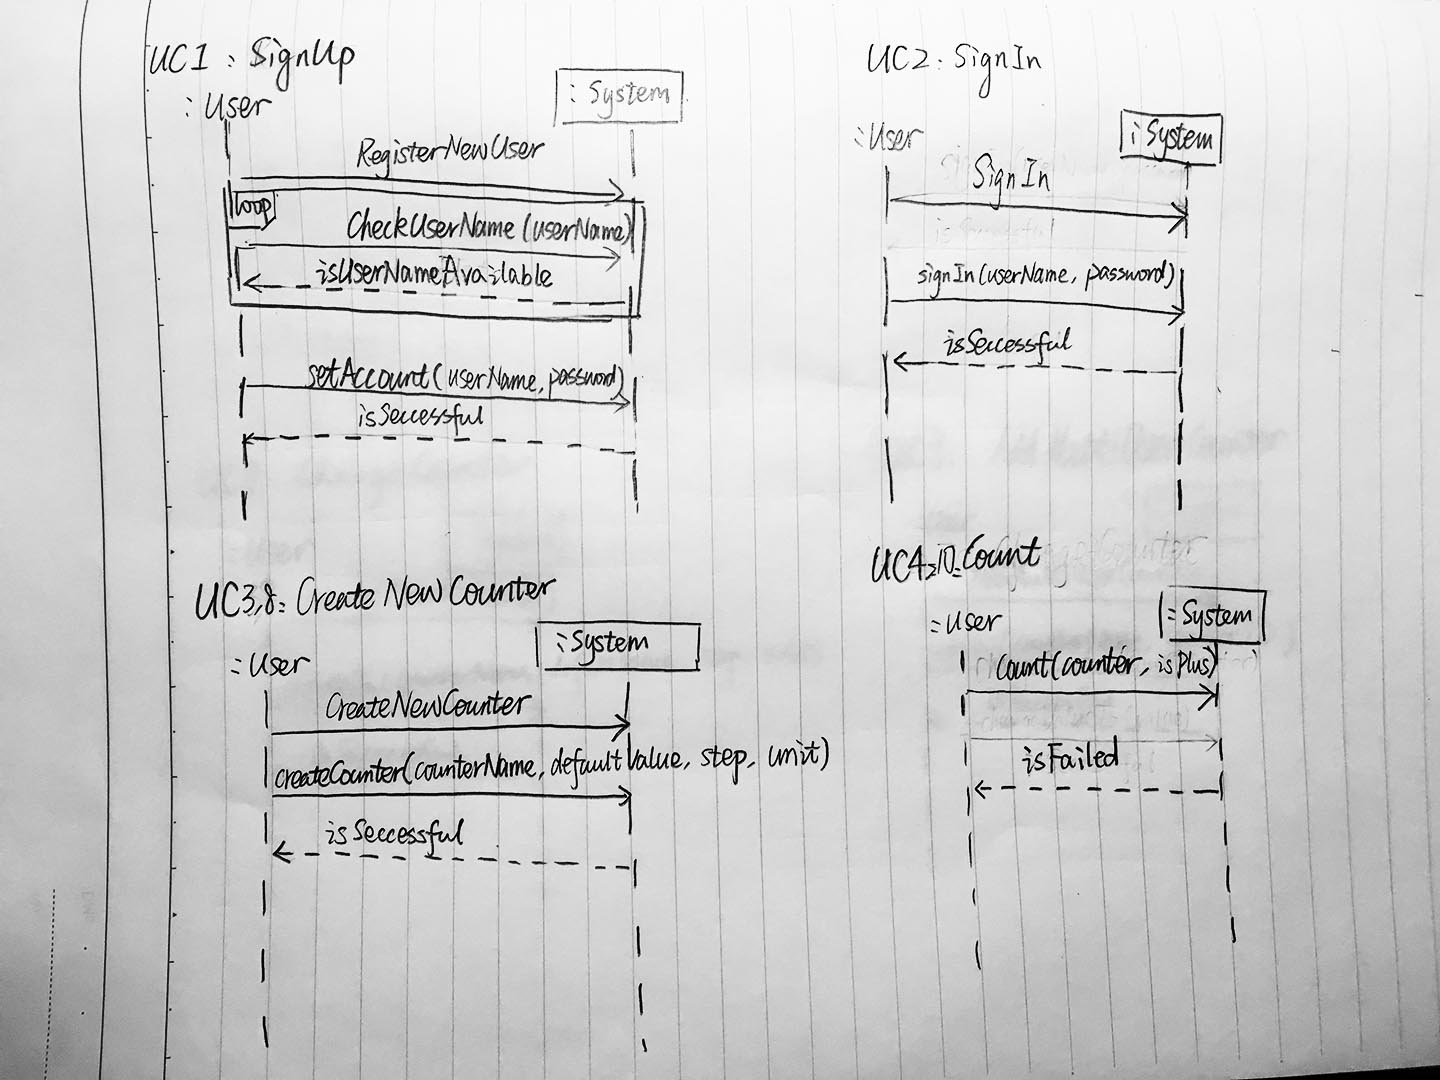 UC1: SignUp
:User
:System
RegisterNewUser
loop
CheckUserName(userName)
isUserNameAvailable
setAccount(userName, password)
isSeccessful
UC2: SignIn
:User
:System
SignIn
signIn(userName, password)
isSeccessful
UC3,8: Create New Counter
:User
:System
CreateNewCounter
createCounter(counterName, defaultValue, step, unit)
isSeccessful
UC4,10: Count
:User
:System
Count(counter, isPlus)
isFailed